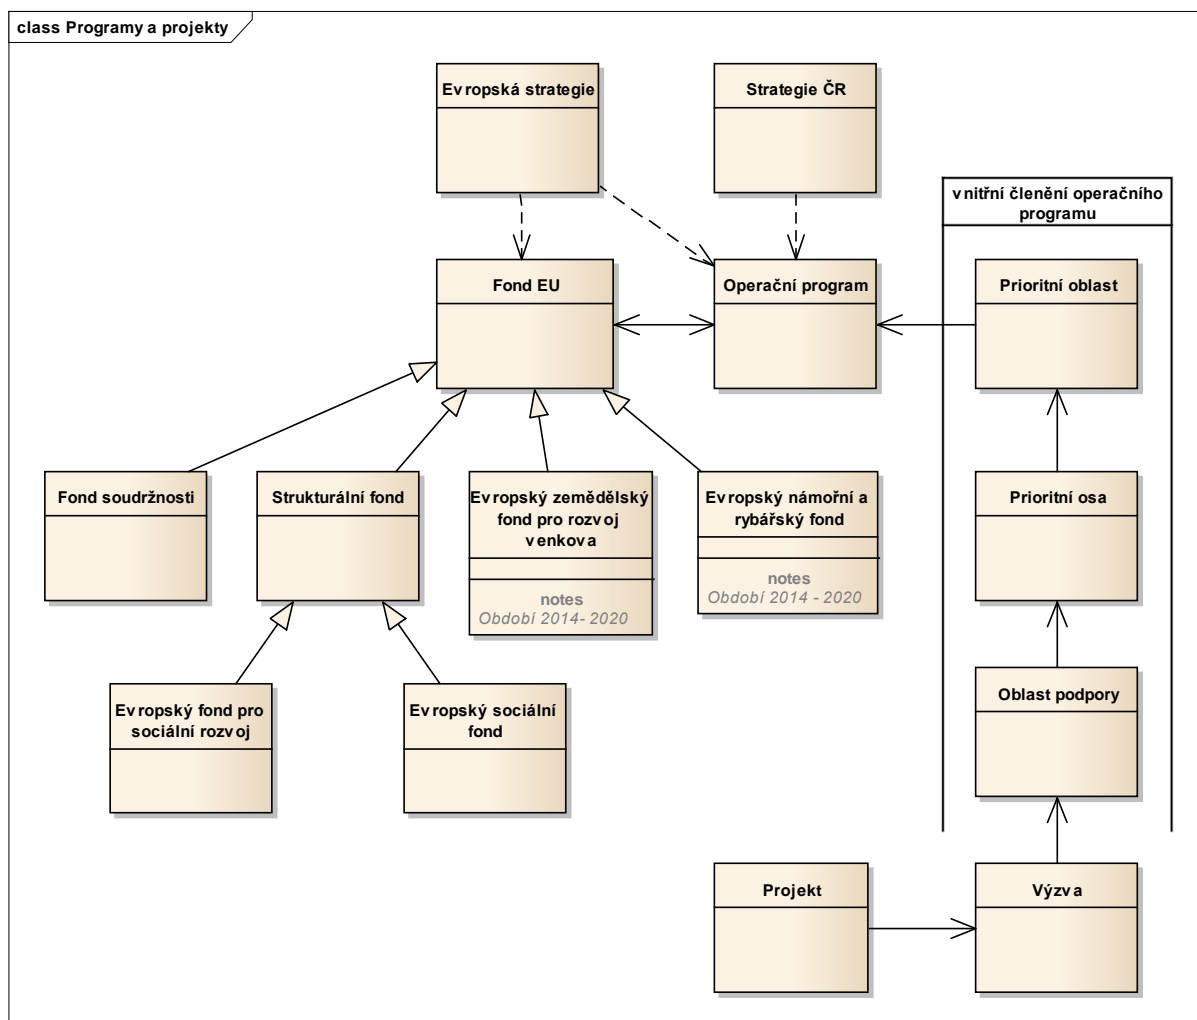 class Programy a projekty
Evropská strategie
Strategie ČR
vnitřní členění operačního
programu
Fond EU
Operační program
Prioritní oblast
Fond soudržnosti
Strukturální fond
Evropský zemědělský
fond pro rozvoj
venkova
notes
Období 2014- 2020
Evropský námořní a
rybářský fond
notes
Období 2014 - 2020
Prioritní osa
Evropský fond pro
sociální rozvoj
Evropský sociální
fond
Oblast podpory
Projekt
Výzva